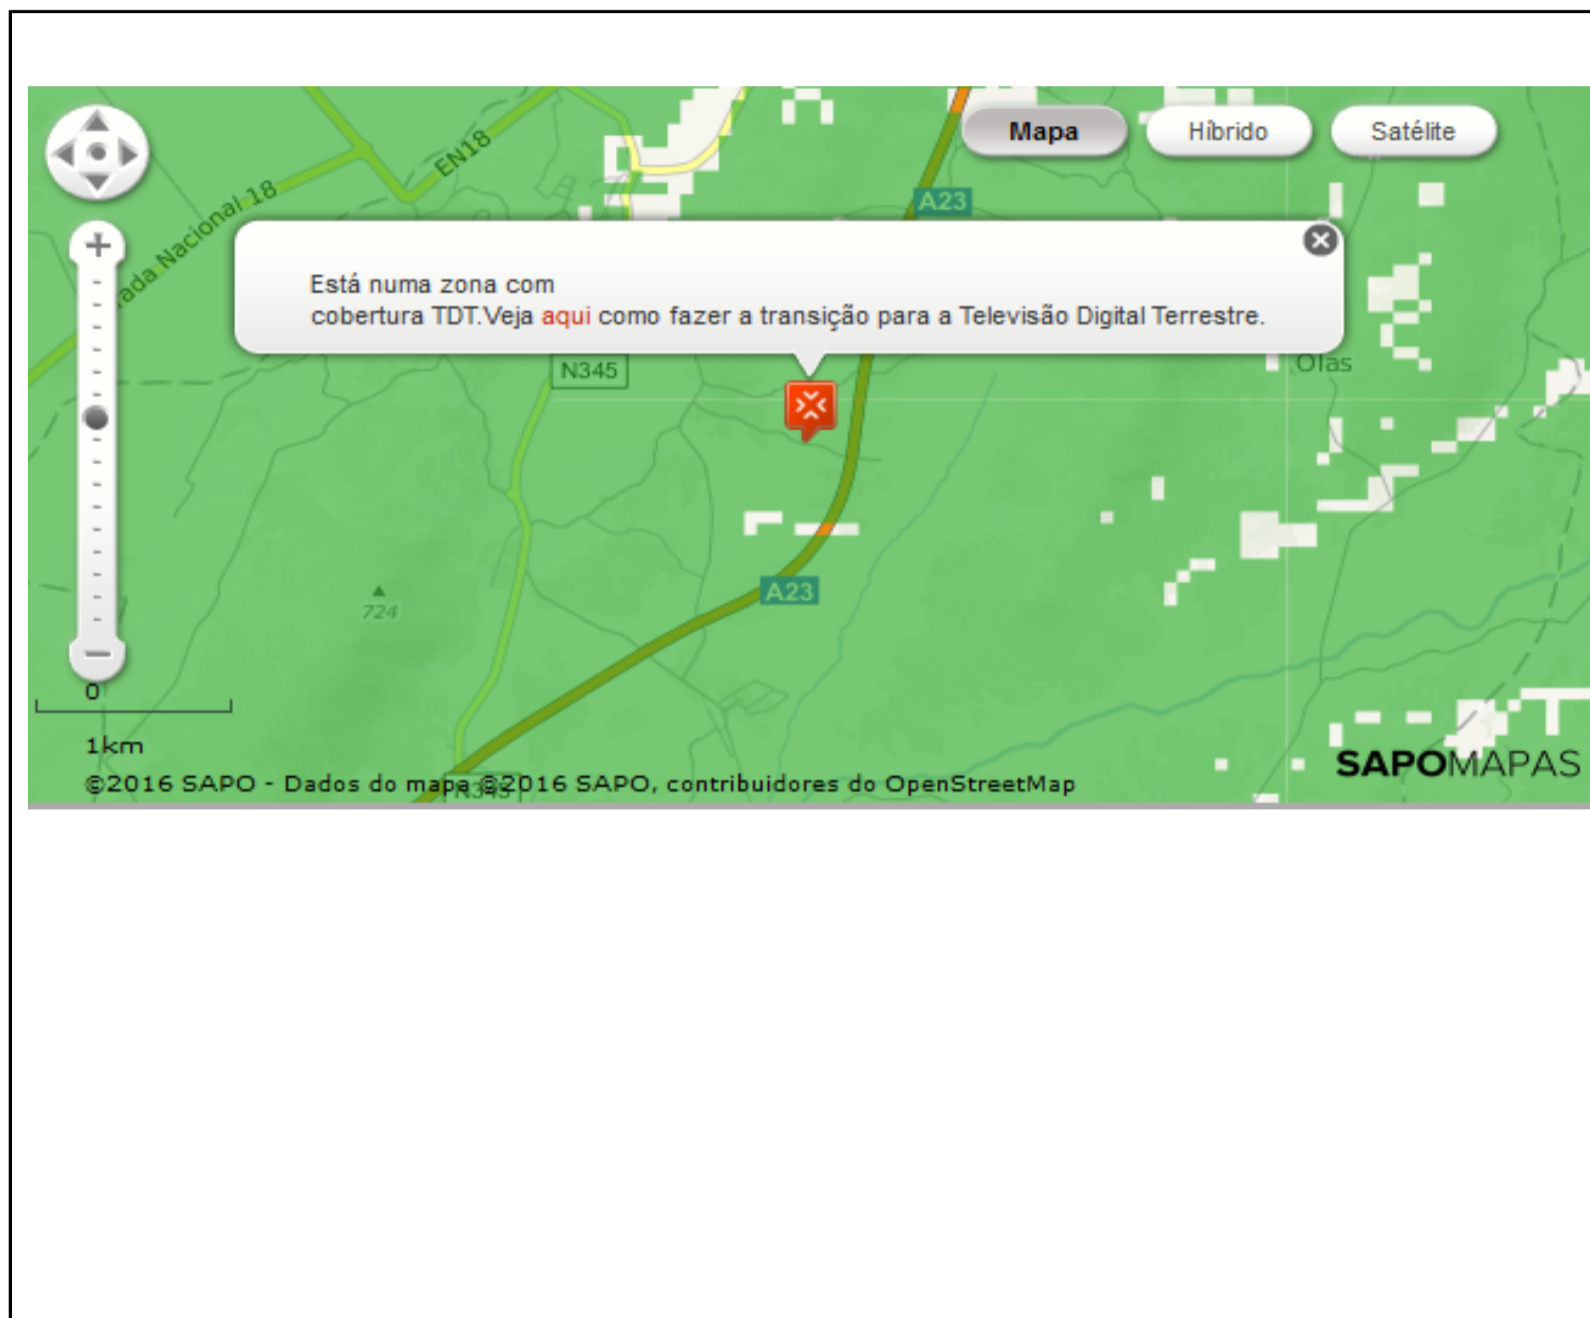 Mapa
Híbrido
Satélite
EN18
rada Nacional 18
A23
Está numa zona com
cobertura TDT.Veja aqui como fazer a transição para a Televisão Digital Terrestre.
N345
Olas
A23
724
0
1km
SAPOMAPAS
N345
©2016 SAPO - Dados do mapa ©2016 SAPO, contribuidores do OpenStreetMap